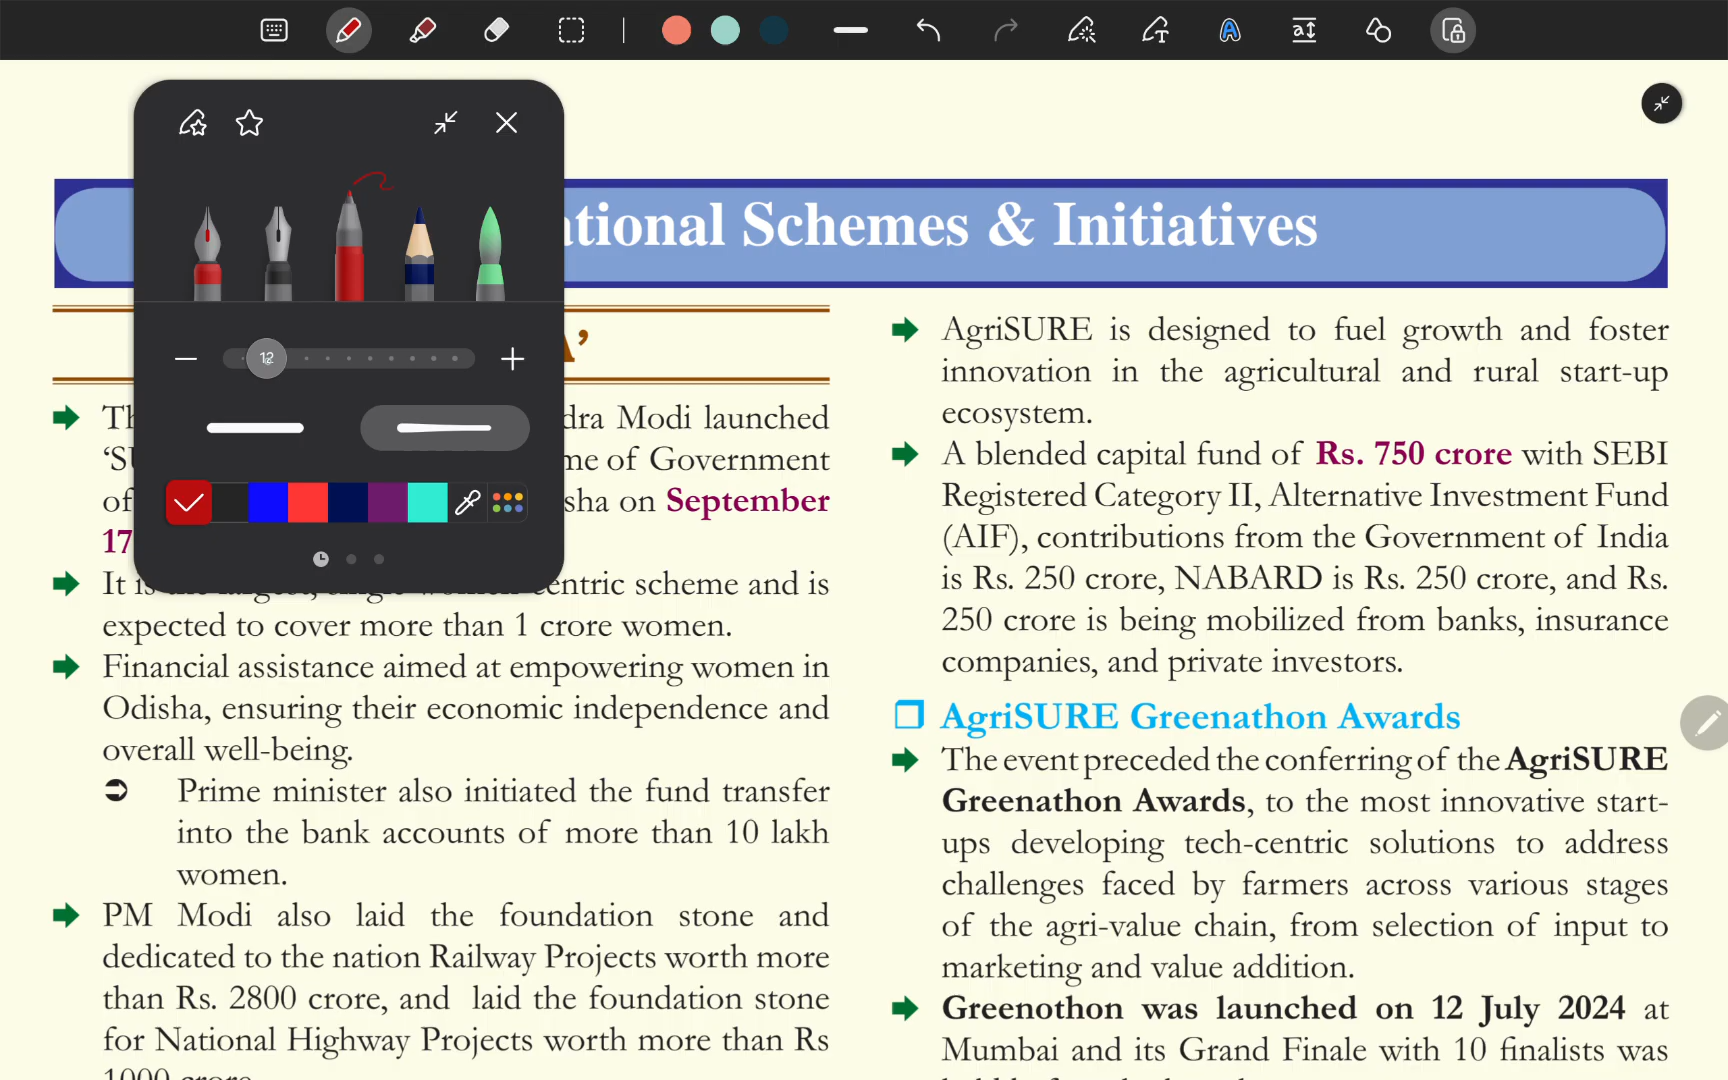 12
ational Schemes & Initiatives
A’
Th dra Modi launched
‘SU me of Government
of sha on September
17
It is the largest, single women centric scheme and is
expected to cover more than 1 crore women.
Financial assistance aimed at empowering women in
Odisha, ensuring their economic independence and
overall well-being.
Prime minister also initiated the fund transfer
into the bank accounts of more than 10 lakh
women.
PM Modi also laid the foundation stone and
dedicated to the nation Railway Projects worth more
than Rs. 2800 crore, and laid the foundation stone
for National Highway Projects worth more than Rs
1000 crore.
AgriSURE is designed to fuel growth and foster
innovation in the agricultural and rural start-up
ecosystem.
A blended capital fund of Rs. 750 crore with SEBI
Registered Category II, Alternative Investment Fund
(AIF), contributions from the Government of India
is Rs. 250 crore, NABARD is Rs. 250 crore, and Rs.
250 crore is being mobilized from banks, insurance
companies, and private investors.
AgriSURE Greenathon Awards
The event preceded the conferring of the AgriSURE
Greenathon Awards, to the most innovative start-
ups developing tech-centric solutions to address
challenges faced by farmers across various stages
of the agri-value chain, from selection of input to
marketing and value addition.
Greenothon was launched on 12 July 2024 at
Mumbai and its Grand Finale with 10 finalists was